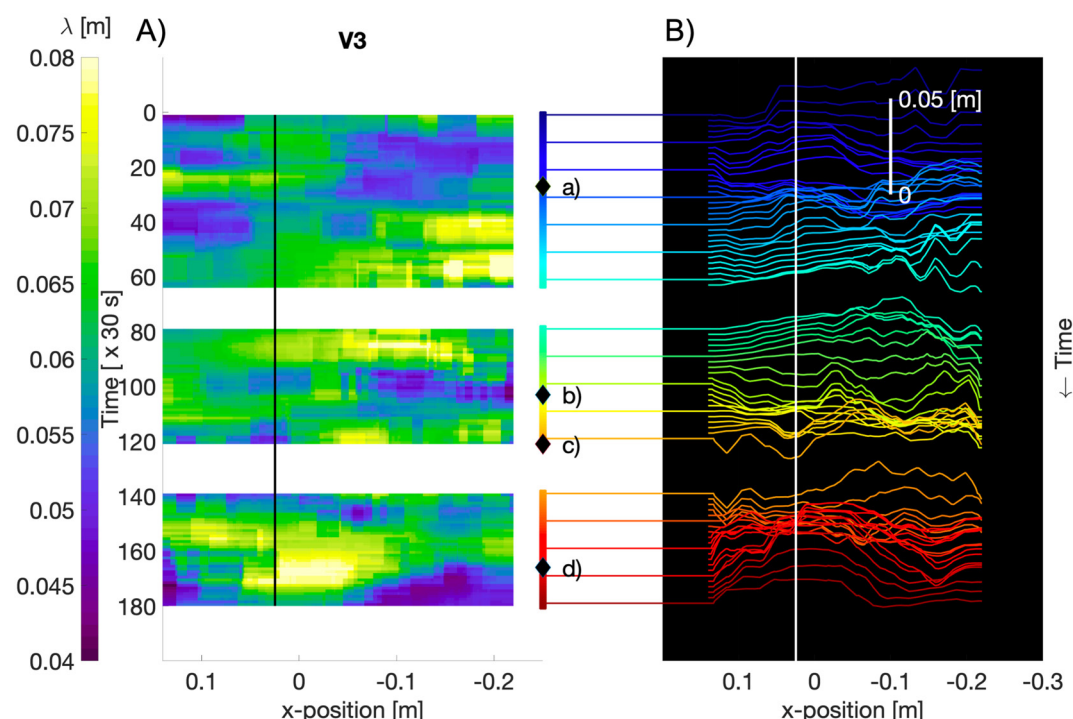 λ [m]
A)
V3
B)
0.08
0.075
0.07
0.065
0.06
0.055
0.05
0.045
0.04
Time [ x 30 s]
0
20
40
60
80
100
120
140
160
180
0.1
0
-0.1
-0.2
x-position [m]
a)
b)
c)
d)
0.05 [m]
0
← Time
0.1
0
-0.1
-0.2
-0.3
x-position [m]